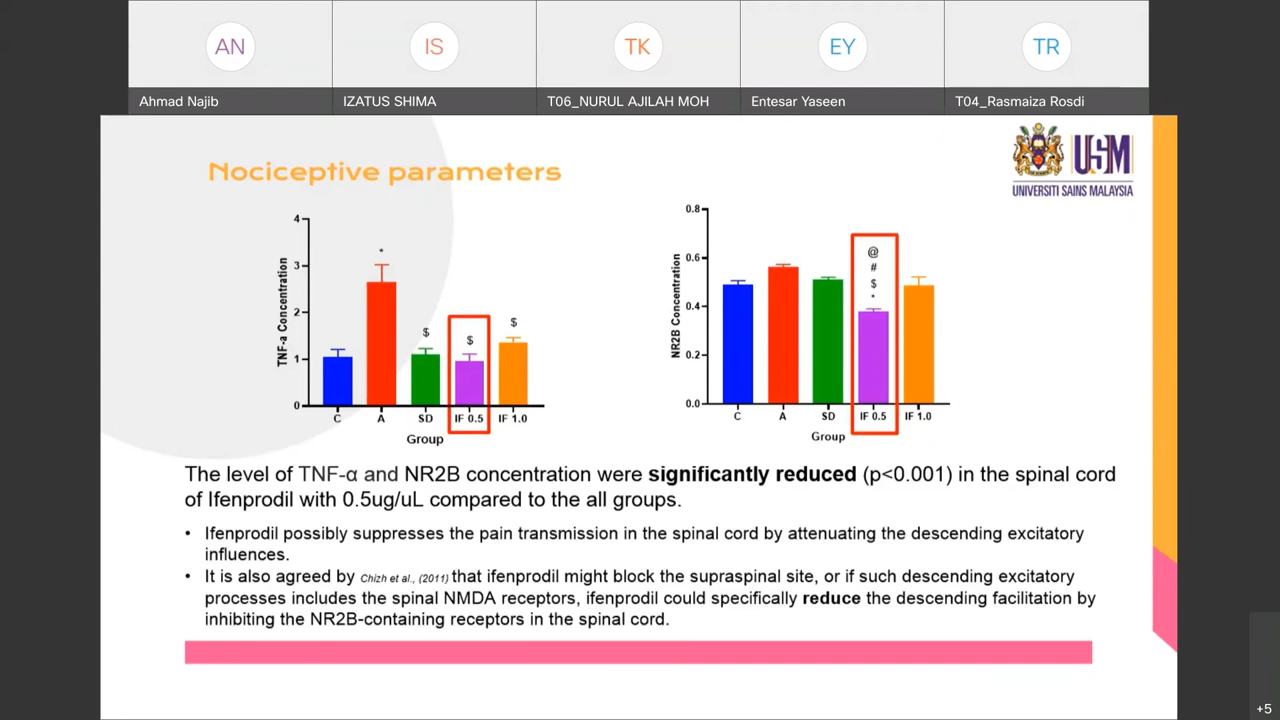 AN
IS
TK
EY
TR
Ahmad Najib
IZATUS SHIMA
T06_NURUL AJILAH MOH
Entesar Yaseen
T04_Rasmaiza Rosdi
Nociceptive parameters
USM
UNIVERSITI SAINS MALAYSIA
TNF-a Concentration
4
3
2
1
0
*
$
$
$
C
A
SD
IF 0.5
IF 1.0
Group
NR2B Concentration
0.8
0.6
0.4
0.2
0.0
@
#
$
*
C
A
SD
IF 0.5
IF 1.0
Group
The level of TNF-α and NR2B concentration were significantly reduced (p<0.001) in the spinal cord
of Ifenprodil with 0.5ug/uL compared to the all groups.
• Ifenprodil possibly suppresses the pain transmission in the spinal cord by attenuating the descending excitatory
influences.
• It is also agreed by Chizh et al., (2011) that ifenprodil might block the supraspinal site, or if such descending excitatory
processes includes the spinal NMDA receptors, ifenprodil could specifically reduce the descending facilitation by
inhibiting the NR2B-containing receptors in the spinal cord.
+5